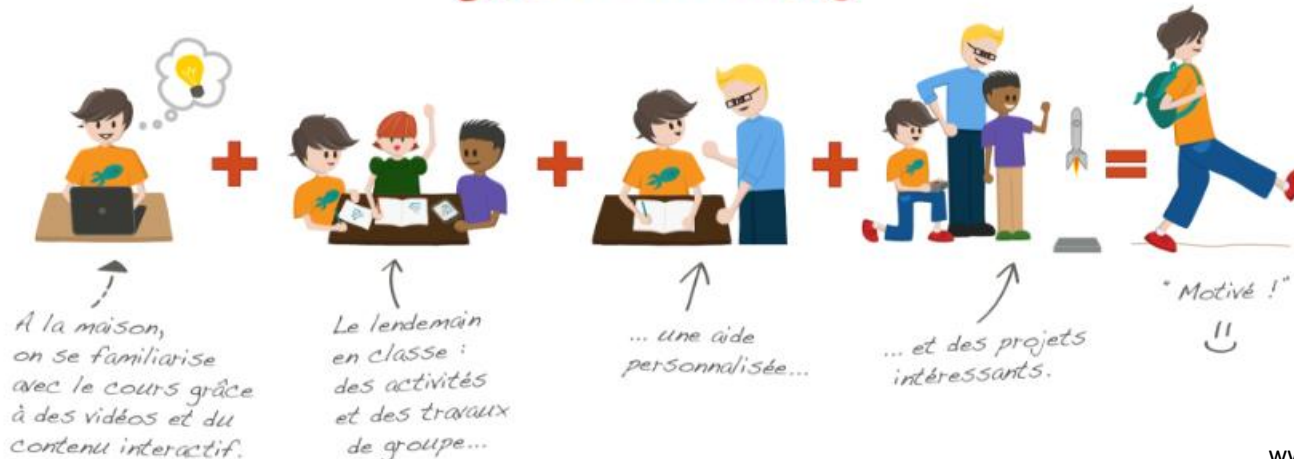 A la maison,
on se familiarise
avec le cours grâce
à des vidéos et du
contenu interactif.
Le lendemain
en classe :
des activités
et des travaux
de groupe...
... une aide
personnalisée...
... et des projets
intéressants.
" Motivé ! "